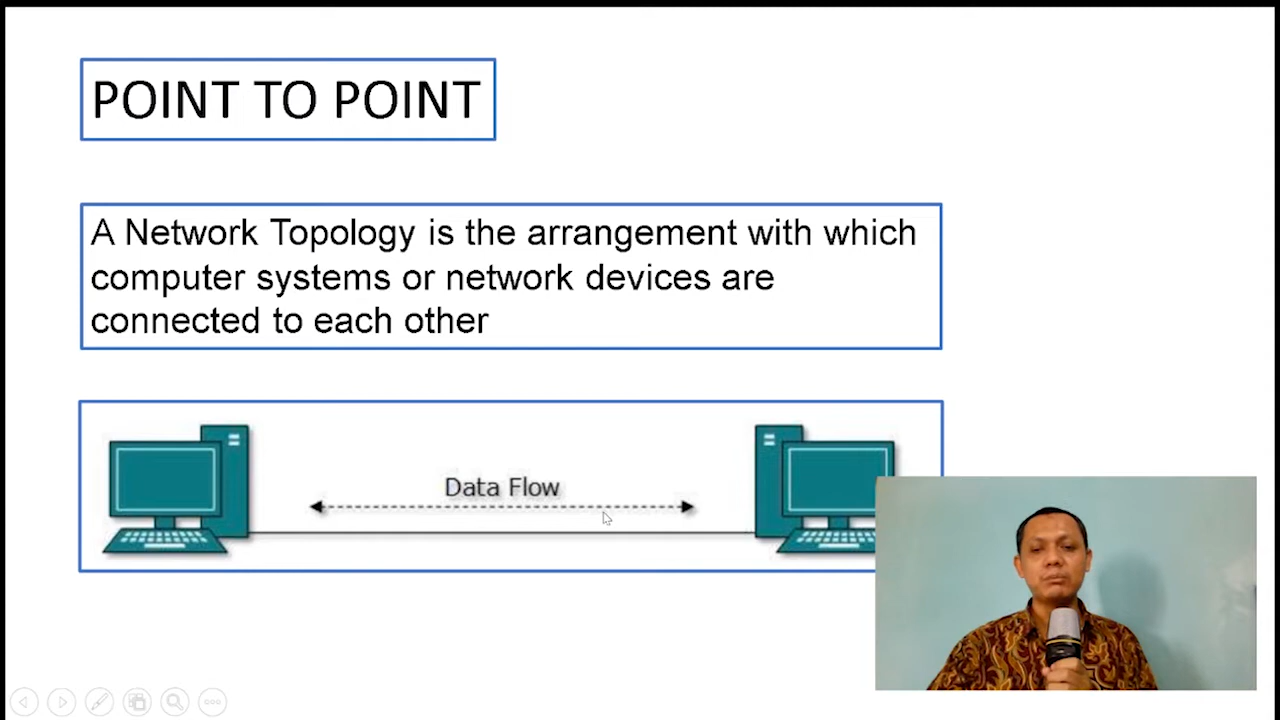 POINT TO POINT
A Network Topology is the arrangement with which
computer systems or network devices are
connected to each other
Data Flow